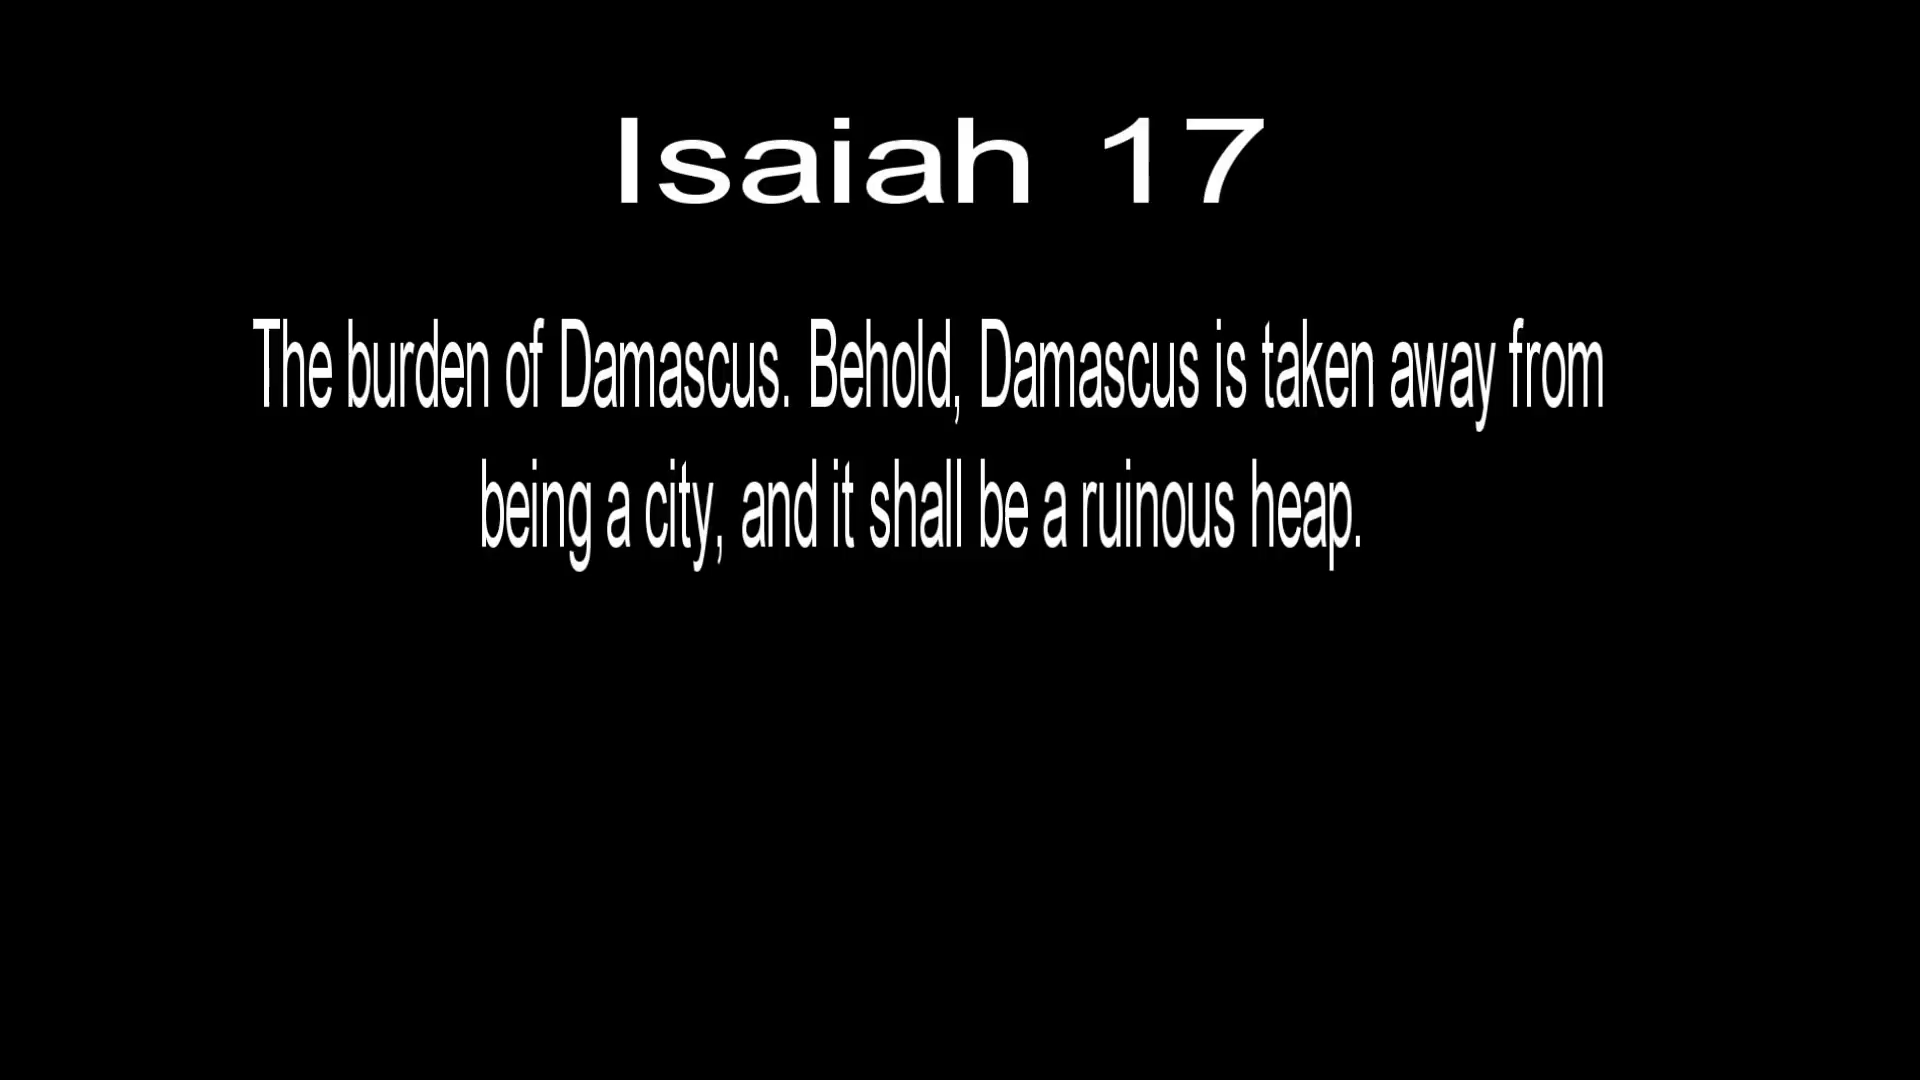 Isaiah 17
The burden of Damascus. Behold, Damascus is taken away from
being a city, and it shall be a ruinous heap.